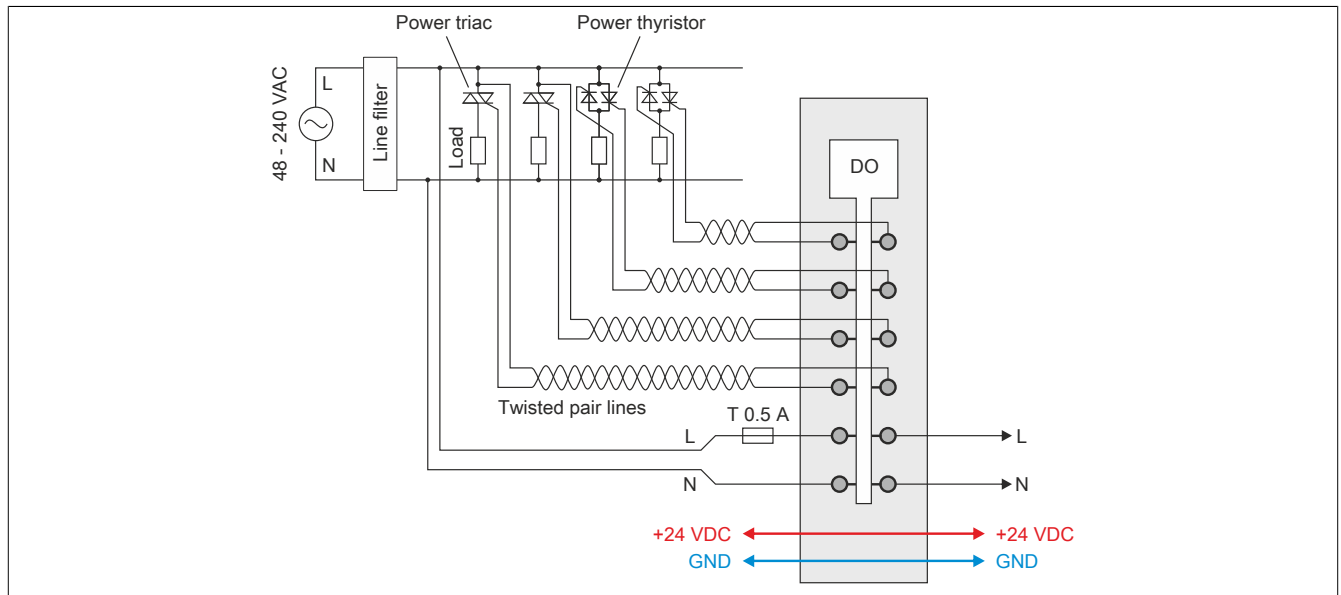 Power triac
Power thyristor
48 - 240 VAC
L
N
Line filter
Load
DO
Twisted pair lines
T 0.5 A
L
L
N
N
+24 VDC
+24 VDC
GND
GND